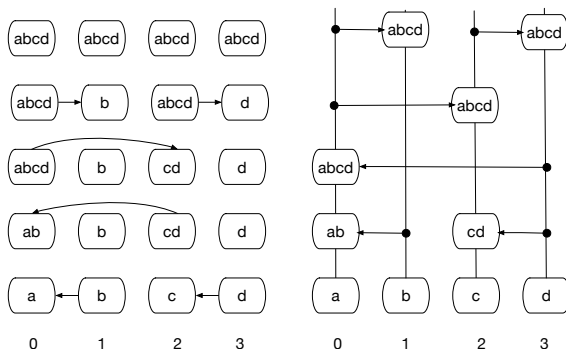 abcd abcd abcd abcd
abcd b abcd d
abcd b cd d
ab b cd d
a b c d
0 1 2 3
abcd abcd
abcd
abcd
ab cd
a b c d
0 1 2 3